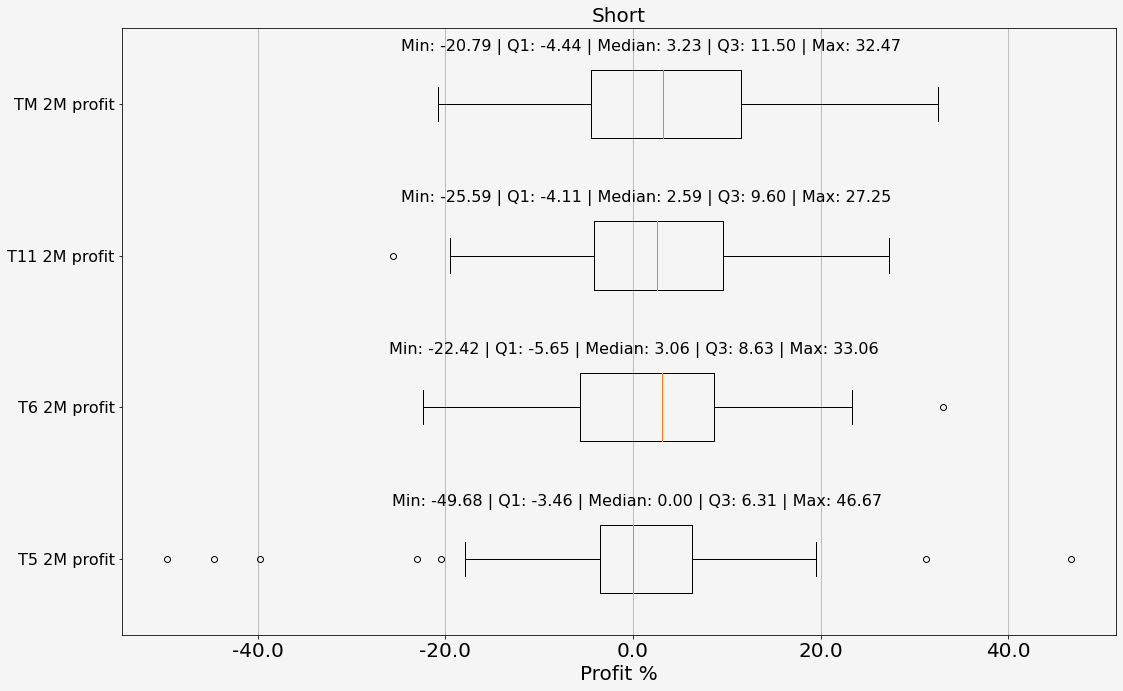 Short
Min: -20.79 | Q1: -4.44 | Median: 3.23 | Q3: 11.50 | Max: 32.47
TM 2M profit
Min: -25.59 | Q1: -4.11 | Median: 2.59 | Q3: 9.60 | Max: 27.25
T11 2M profit
Min: -22.42 | Q1: -5.65 | Median: 3.06 | Q3: 8.63 | Max: 33.06
T6 2M profit
Min: -49.68 | Q1: -3.46 | Median: 0.00 | Q3: 6.31 | Max: 46.67
T5 2M profit
-40.0 -20.0 0.0 20.0 40.0
Profit %